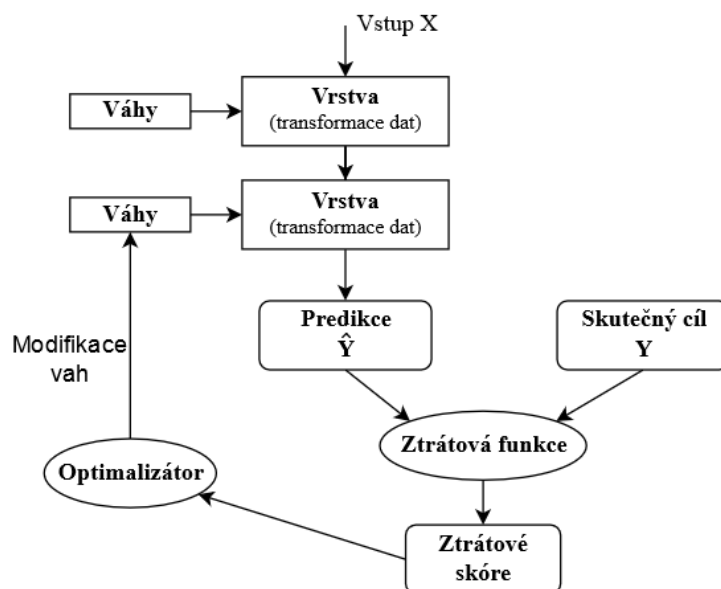 Vstup X
Váhy
Vrstva
(transformace dat)
Váhy
Vrstva
(transformace dat)
Predikce
Ŷ
Skutečný cíl
Y
Modifikace
vah
Ztrátová funkce
Optimalizátor
Ztrátové
skóre